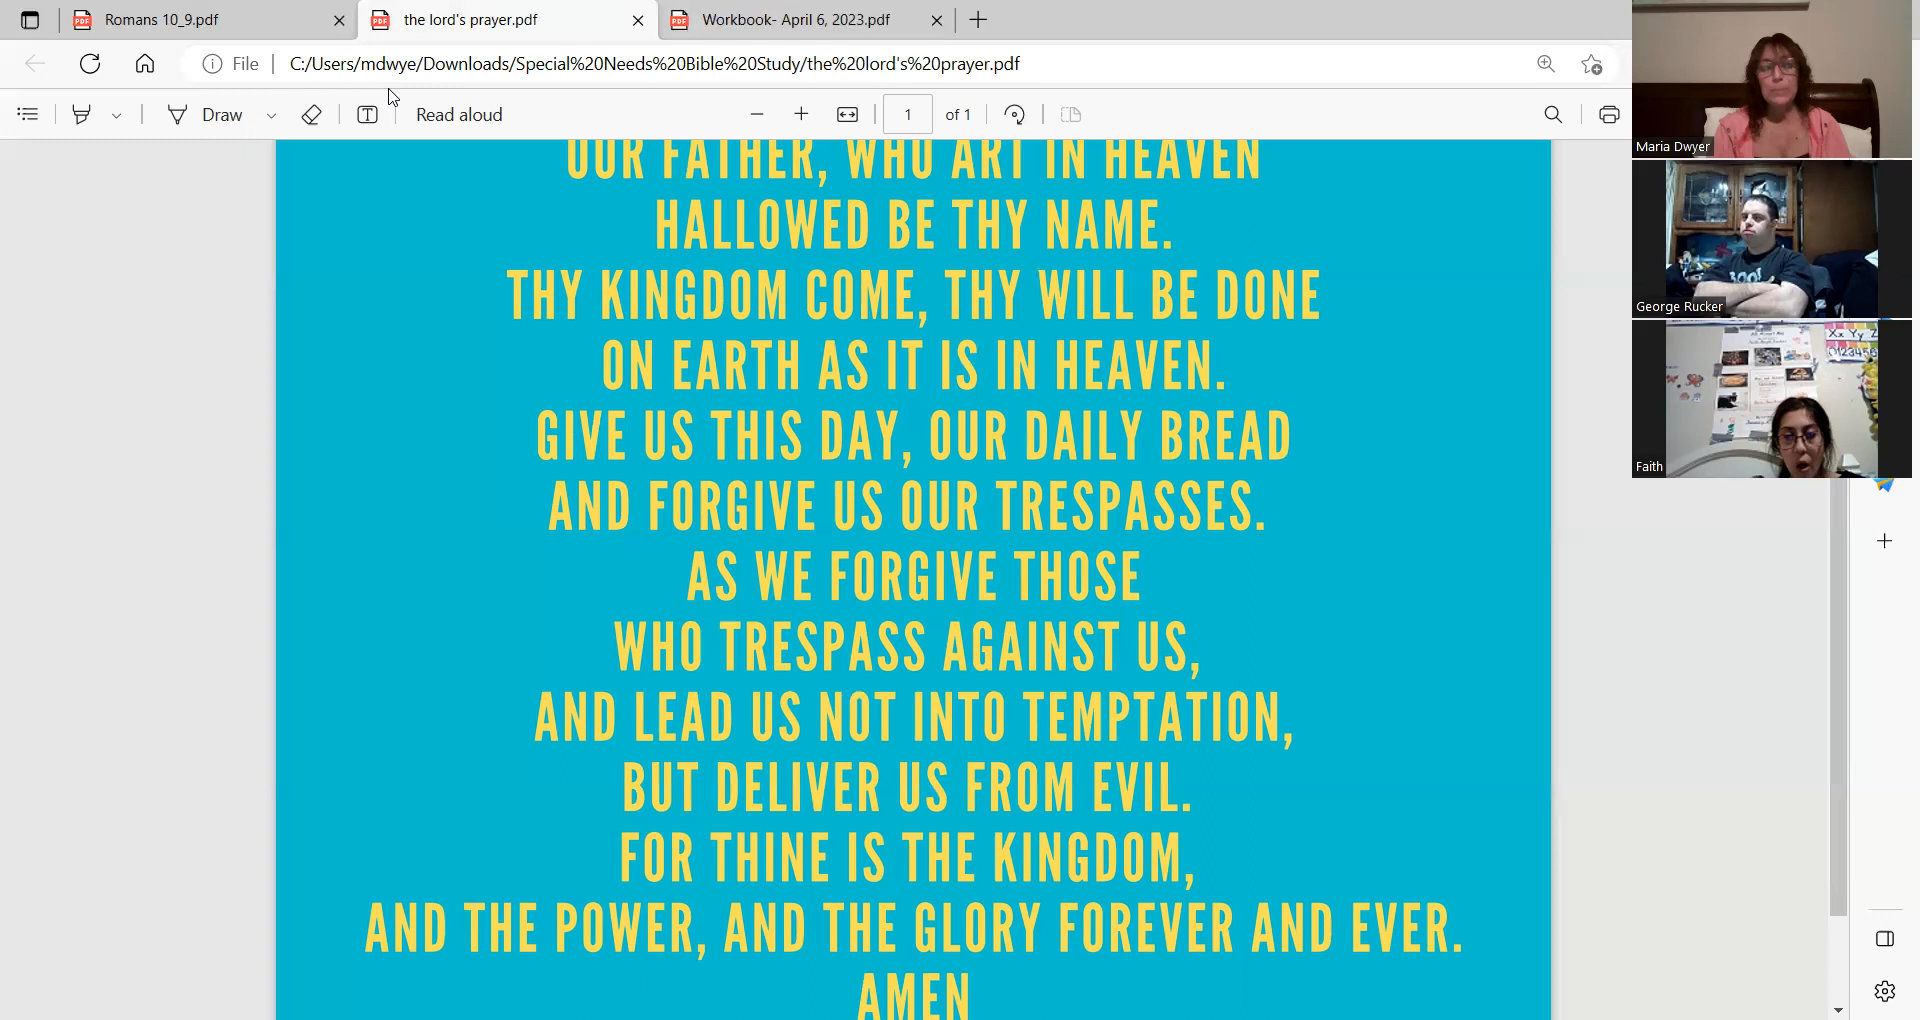 Romans 10_9.pdf
the lord's prayer.pdf
Workbook- April 6, 2023.pdf
File
C:/Users/mdwye/Downloads/Special%20Needs%20Bible%20Study/the%20lord's%20prayer.pdf
Draw
Read aloud
1
of 1
OUR FATHER, WHO ART IN HEAVEN
HALLOWED BE THY NAME.
THY KINGDOM COME, THY WILL BE DONE
ON EARTH AS IT IS IN HEAVEN.
GIVE US THIS DAY, OUR DAILY BREAD
AND FORGIVE US OUR TRESPASSES.
AS WE FORGIVE THOSE
WHO TRESPASS AGAINST US,
AND LEAD US NOT INTO TEMPTATION,
BUT DELIVER US FROM EVIL.
FOR THINE IS THE KINGDOM,
AND THE POWER, AND THE GLORY FOREVER AND EVER.
AMEN
Maria Dwyer
George Rucker
Xx Yy Z
Faith